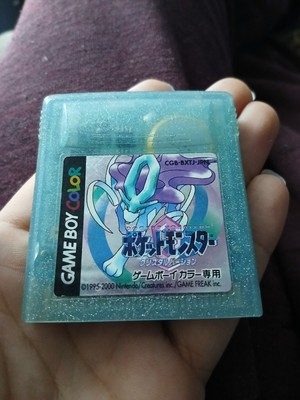 CGB-BXTJ-JPN
GAME BOY COLOR
ポケットモンスター
クリスタルバージョン
ゲームボーイカラー専用
©1995-2000 Nintendo/Creatures inc./GAME FREAK inc.